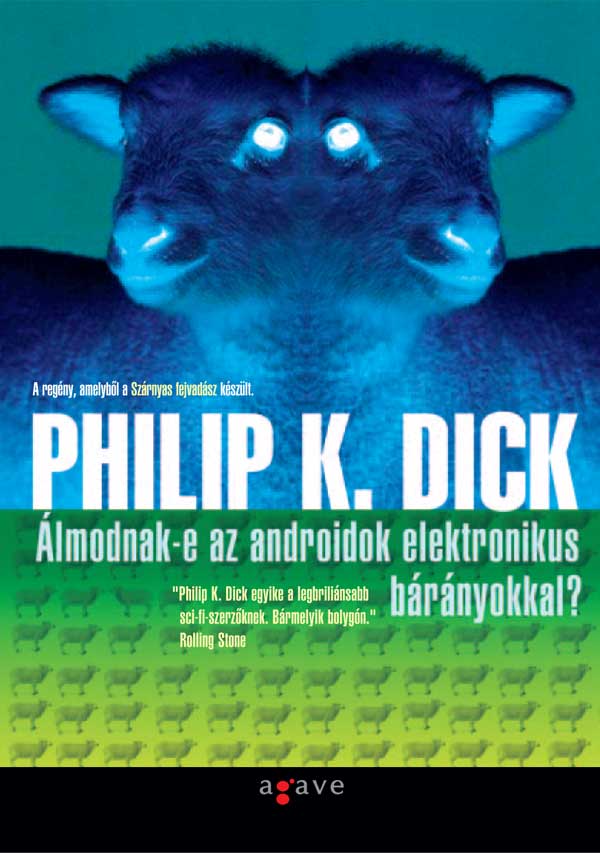 A regény, amelyből a Szárnyas fejvadász készült.
PHILIP K. DICK
Álmodnak-e az androidok elektronikus
bárányokkal?
"Philip K. Dick egyike a legbriliánsabb
sci-fi-szerzőknek. Bármelyik bolygón."
Rolling Stone
agave